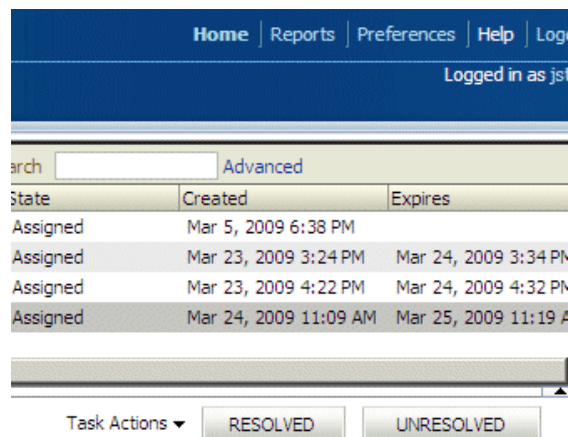 Home Reports Preferences Help
Logged in as
Advanced
State Created Expires
Assigned Mar 5, 2009 6:38 PM
Assigned Mar 23, 2009 3:24 PM Mar 24, 2009 3:34 PM
Assigned Mar 23, 2009 4:22 PM Mar 24, 2009 4:32 PM
Assigned Mar 24, 2009 11:09 AM Mar 25, 2009 11:19
Task Actions RESOLVED UNRESOLVED